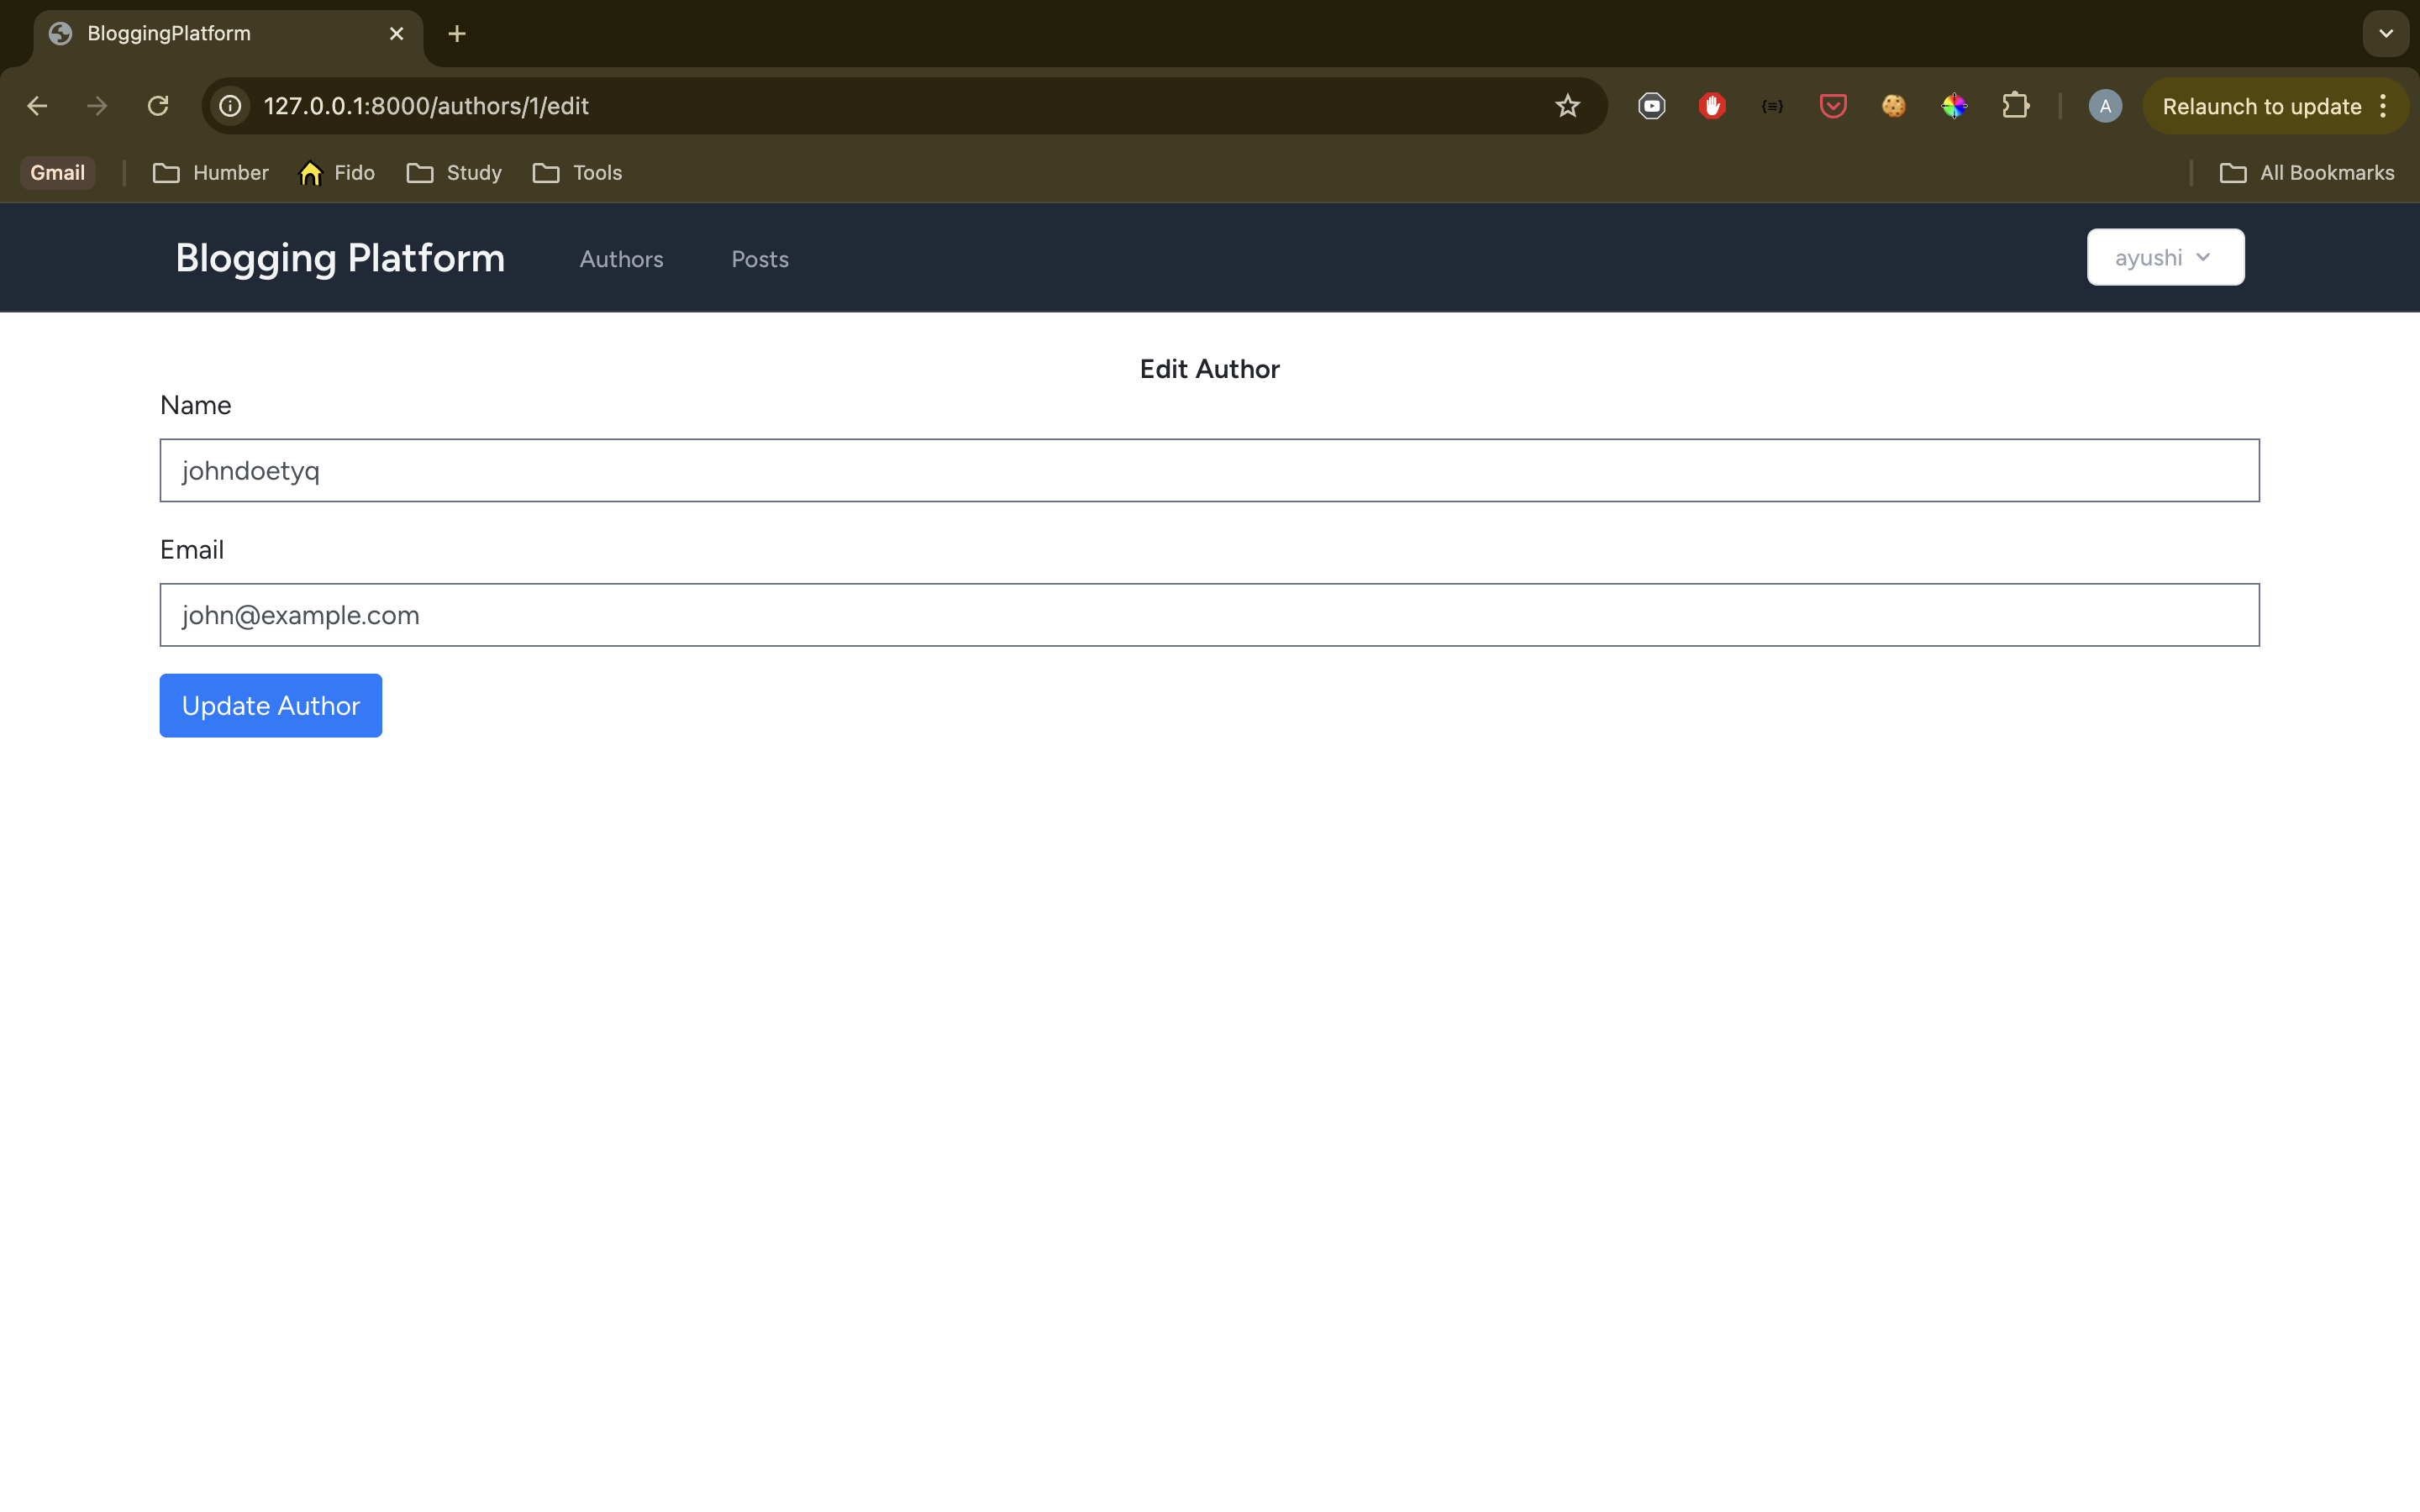 BloggingPlatform
127.0.0.1:8000/authors/1/edit
A
Relaunch to update
Gmail
Humber
Fido
Study
Tools
All Bookmarks
Blogging Platform
Authors
Posts
ayushi
Edit Author
Name
johndoetyq
Email
john@example.com
Update Author